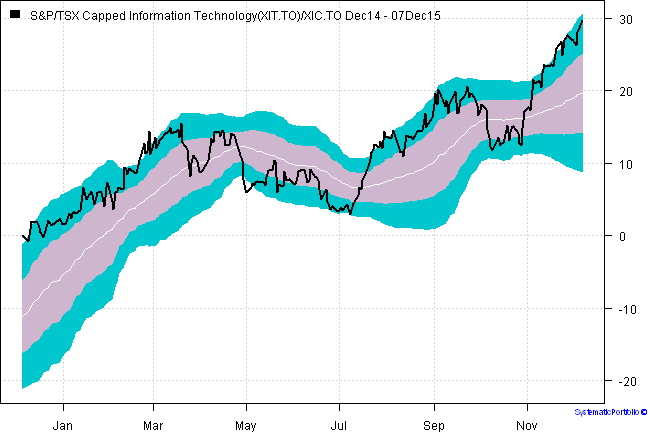 S&P/TSX Capped Information Technology(XIT.TO)/XIC.TO Dec14 - 07Dec15
30
20
10
0
-10
-20
Jan Mar May Jul Sep Nov
SystematicPortfolio ©